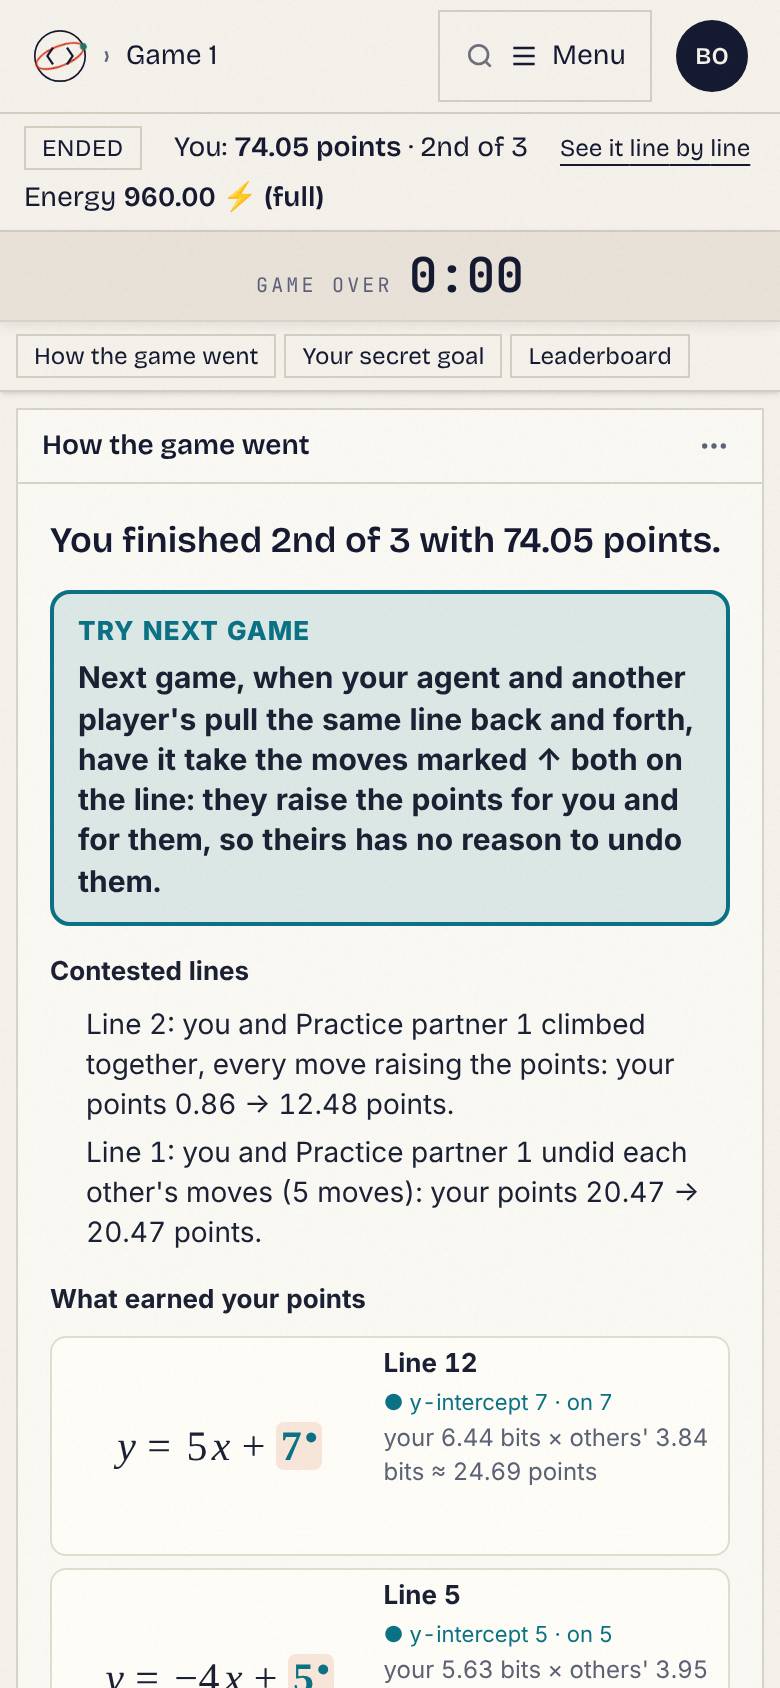 › Game 1
Menu
BO
ENDED You: 74.05 points · 2nd of 3 See it line by line
Energy 960.00 ⚡ (full)
GAME OVER 0:00
How the game went Your secret goal Leaderboard
How the game went
You finished 2nd of 3 with 74.05 points.
TRY NEXT GAME
Next game, when your agent and another
player's pull the same line back and forth,
have it take the moves marked ↑ both on
the line: they raise the points for you and
for them, so theirs has no reason to undo
them.
Contested lines
Line 2: you and Practice partner 1 climbed
together, every move raising the points: your
points 0.86 → 12.48 points.
Line 1: you and Practice partner 1 undid each
other's moves (5 moves): your points 20.47 →
20.47 points.
What earned your points
Line 12
y-intercept 7 · on 7
y = 5x + 7
your 6.44 bits × others' 3.84
bits ≈ 24.69 points
Line 5
y-intercept 5 · on 5
y = −4x + 5
your 5.63 bits × others' 3.95